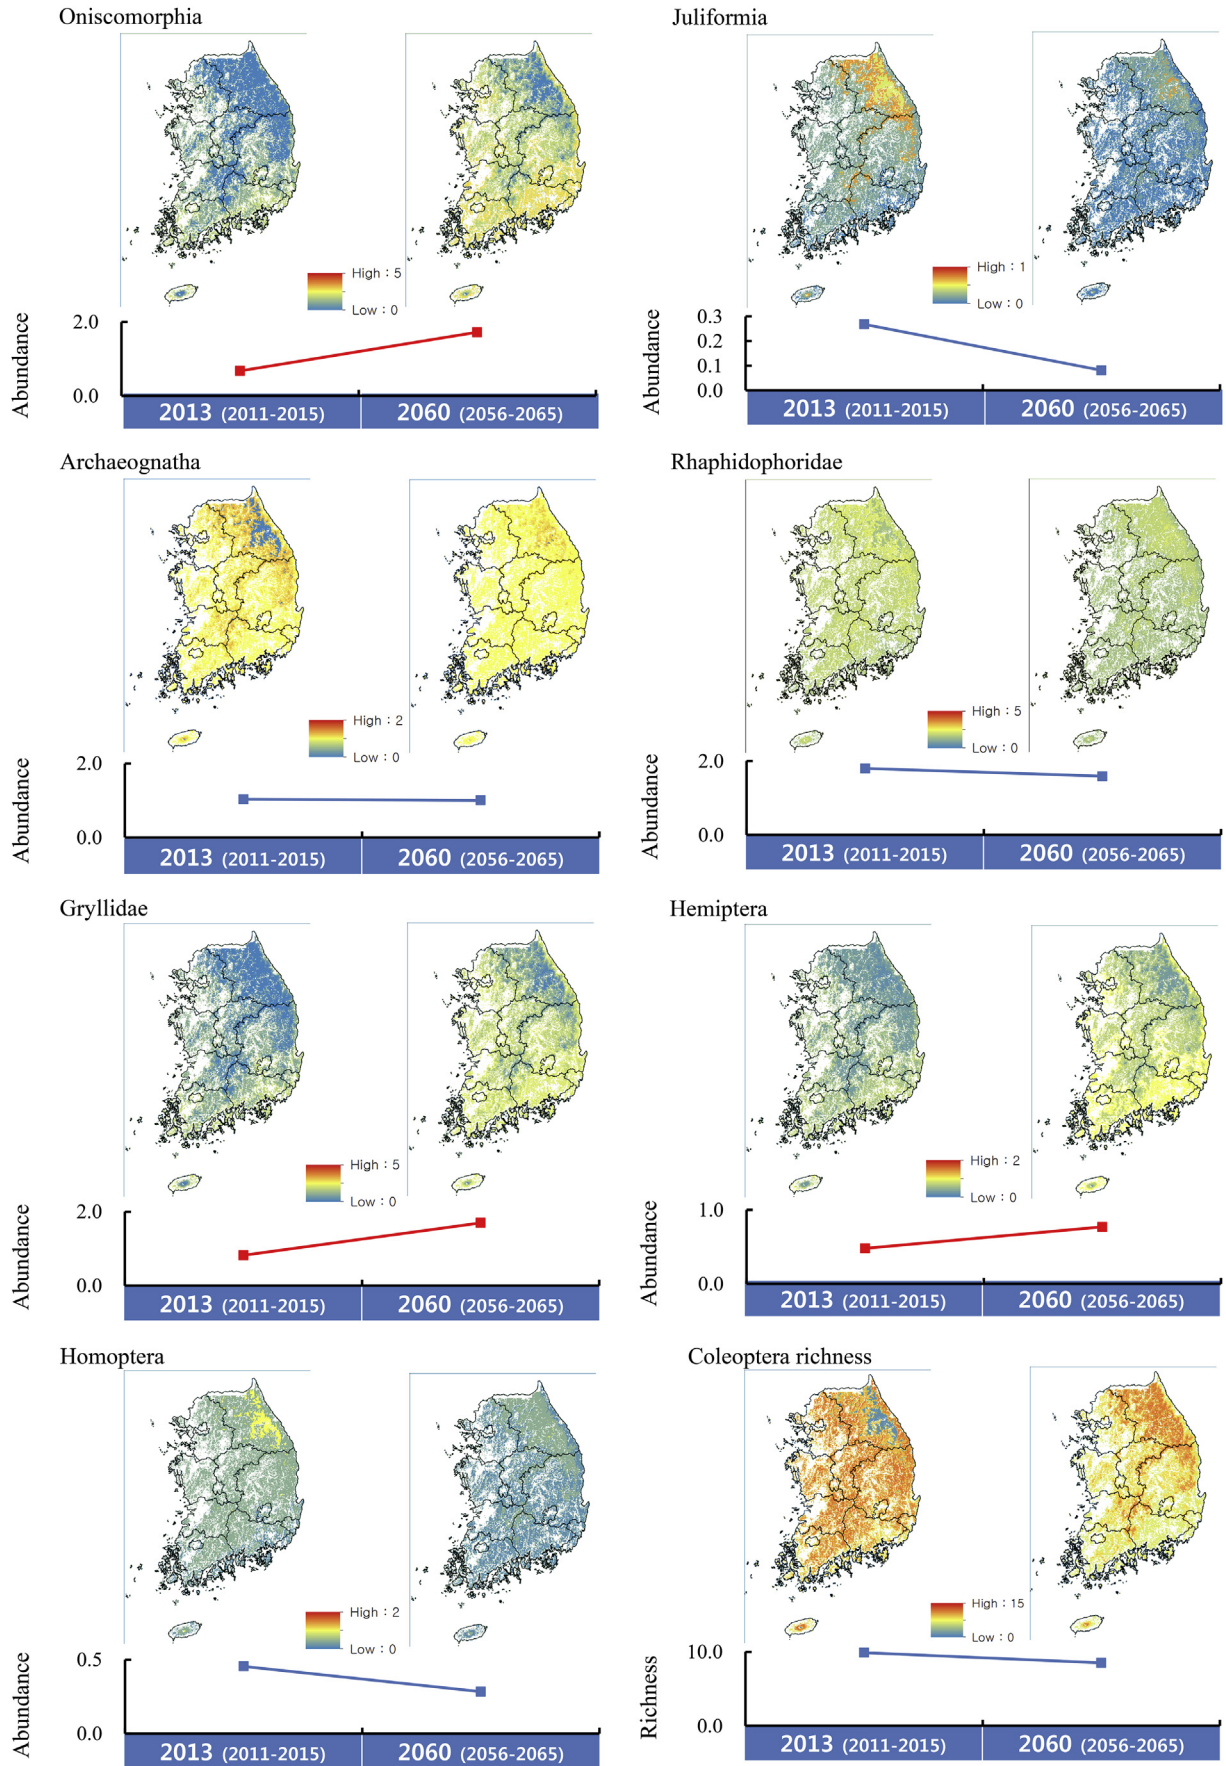 Oniscomorphia
High : 5
Low : 0
Abundance
2.0
0.0
2013 (2011-2015)
2060 (2056-2065)
Juliformia
High : 1
Low : 0
Abundance
0.3
0.2
0.1
0.0
2013 (2011-2015)
2060 (2056-2065)
Archaeognatha
High : 2
Low : 0
Abundance
2.0
0.0
2013 (2011-2015)
2060 (2056-2065)
Rhaphidophoridae
High : 5
Low : 0
Abundance
2.0
0.0
2013 (2011-2015)
2060 (2056-2065)
Gryllidae
High : 5
Low : 0
Abundance
2.0
0.0
2013 (2011-2015)
2060 (2056-2065)
Hemiptera
High : 2
Low : 0
Abundance
1.0
0.0
2013 (2011-2015)
2060 (2056-2065)
Homoptera
High : 2
Low : 0
Abundance
0.5
0.0
2013 (2011-2015)
2060 (2056-2065)
Coleoptera richness
High : 15
Low : 0
Richness
10.0
0.0
2013 (2011-2015)
2060 (2056-2065)